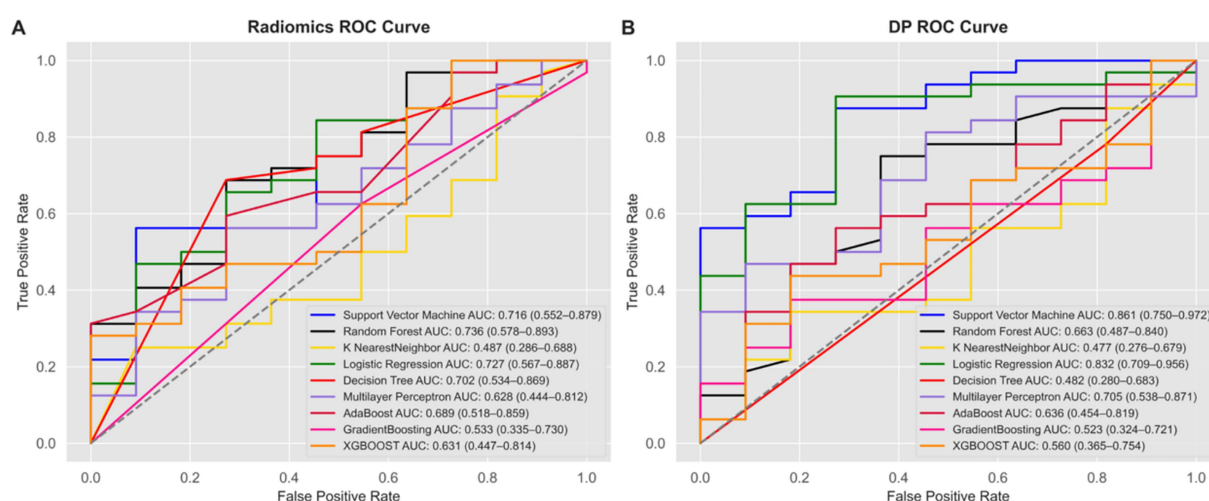 A
Radiomics ROC Curve
True Positive Rate
1.0
0.8
0.6
0.4
0.2
0.0
Support Vector Machine AUC: 0.716 (0.552–0.879)
Random Forest AUC: 0.736 (0.578–0.893)
K NearestNeighbor AUC: 0.487 (0.286–0.688)
Logistic Regression AUC: 0.727 (0.567–0.887)
Decision Tree AUC: 0.702 (0.534–0.869)
Multilayer Perceptron AUC: 0.628 (0.444–0.812)
AdaBoost AUC: 0.689 (0.518–0.859)
GradientBoosting AUC: 0.533 (0.335–0.730)
XGBOOST AUC: 0.631 (0.447–0.814)
0.0 0.2 0.4 0.6 0.8 1.0
False Positive Rate
B
DP ROC Curve
True Positive Rate
1.0
0.8
0.6
0.4
0.2
0.0
Support Vector Machine AUC: 0.861 (0.750–0.972)
Random Forest AUC: 0.663 (0.487–0.840)
K NearestNeighbor AUC: 0.477 (0.276–0.679)
Logistic Regression AUC: 0.832 (0.709–0.956)
Decision Tree AUC: 0.482 (0.280–0.683)
Multilayer Perceptron AUC: 0.705 (0.538–0.871)
AdaBoost AUC: 0.636 (0.454–0.819)
GradientBoosting AUC: 0.523 (0.324–0.721)
XGBOOST AUC: 0.560 (0.365–0.754)
0.0 0.2 0.4 0.6 0.8 1.0
False Positive Rate